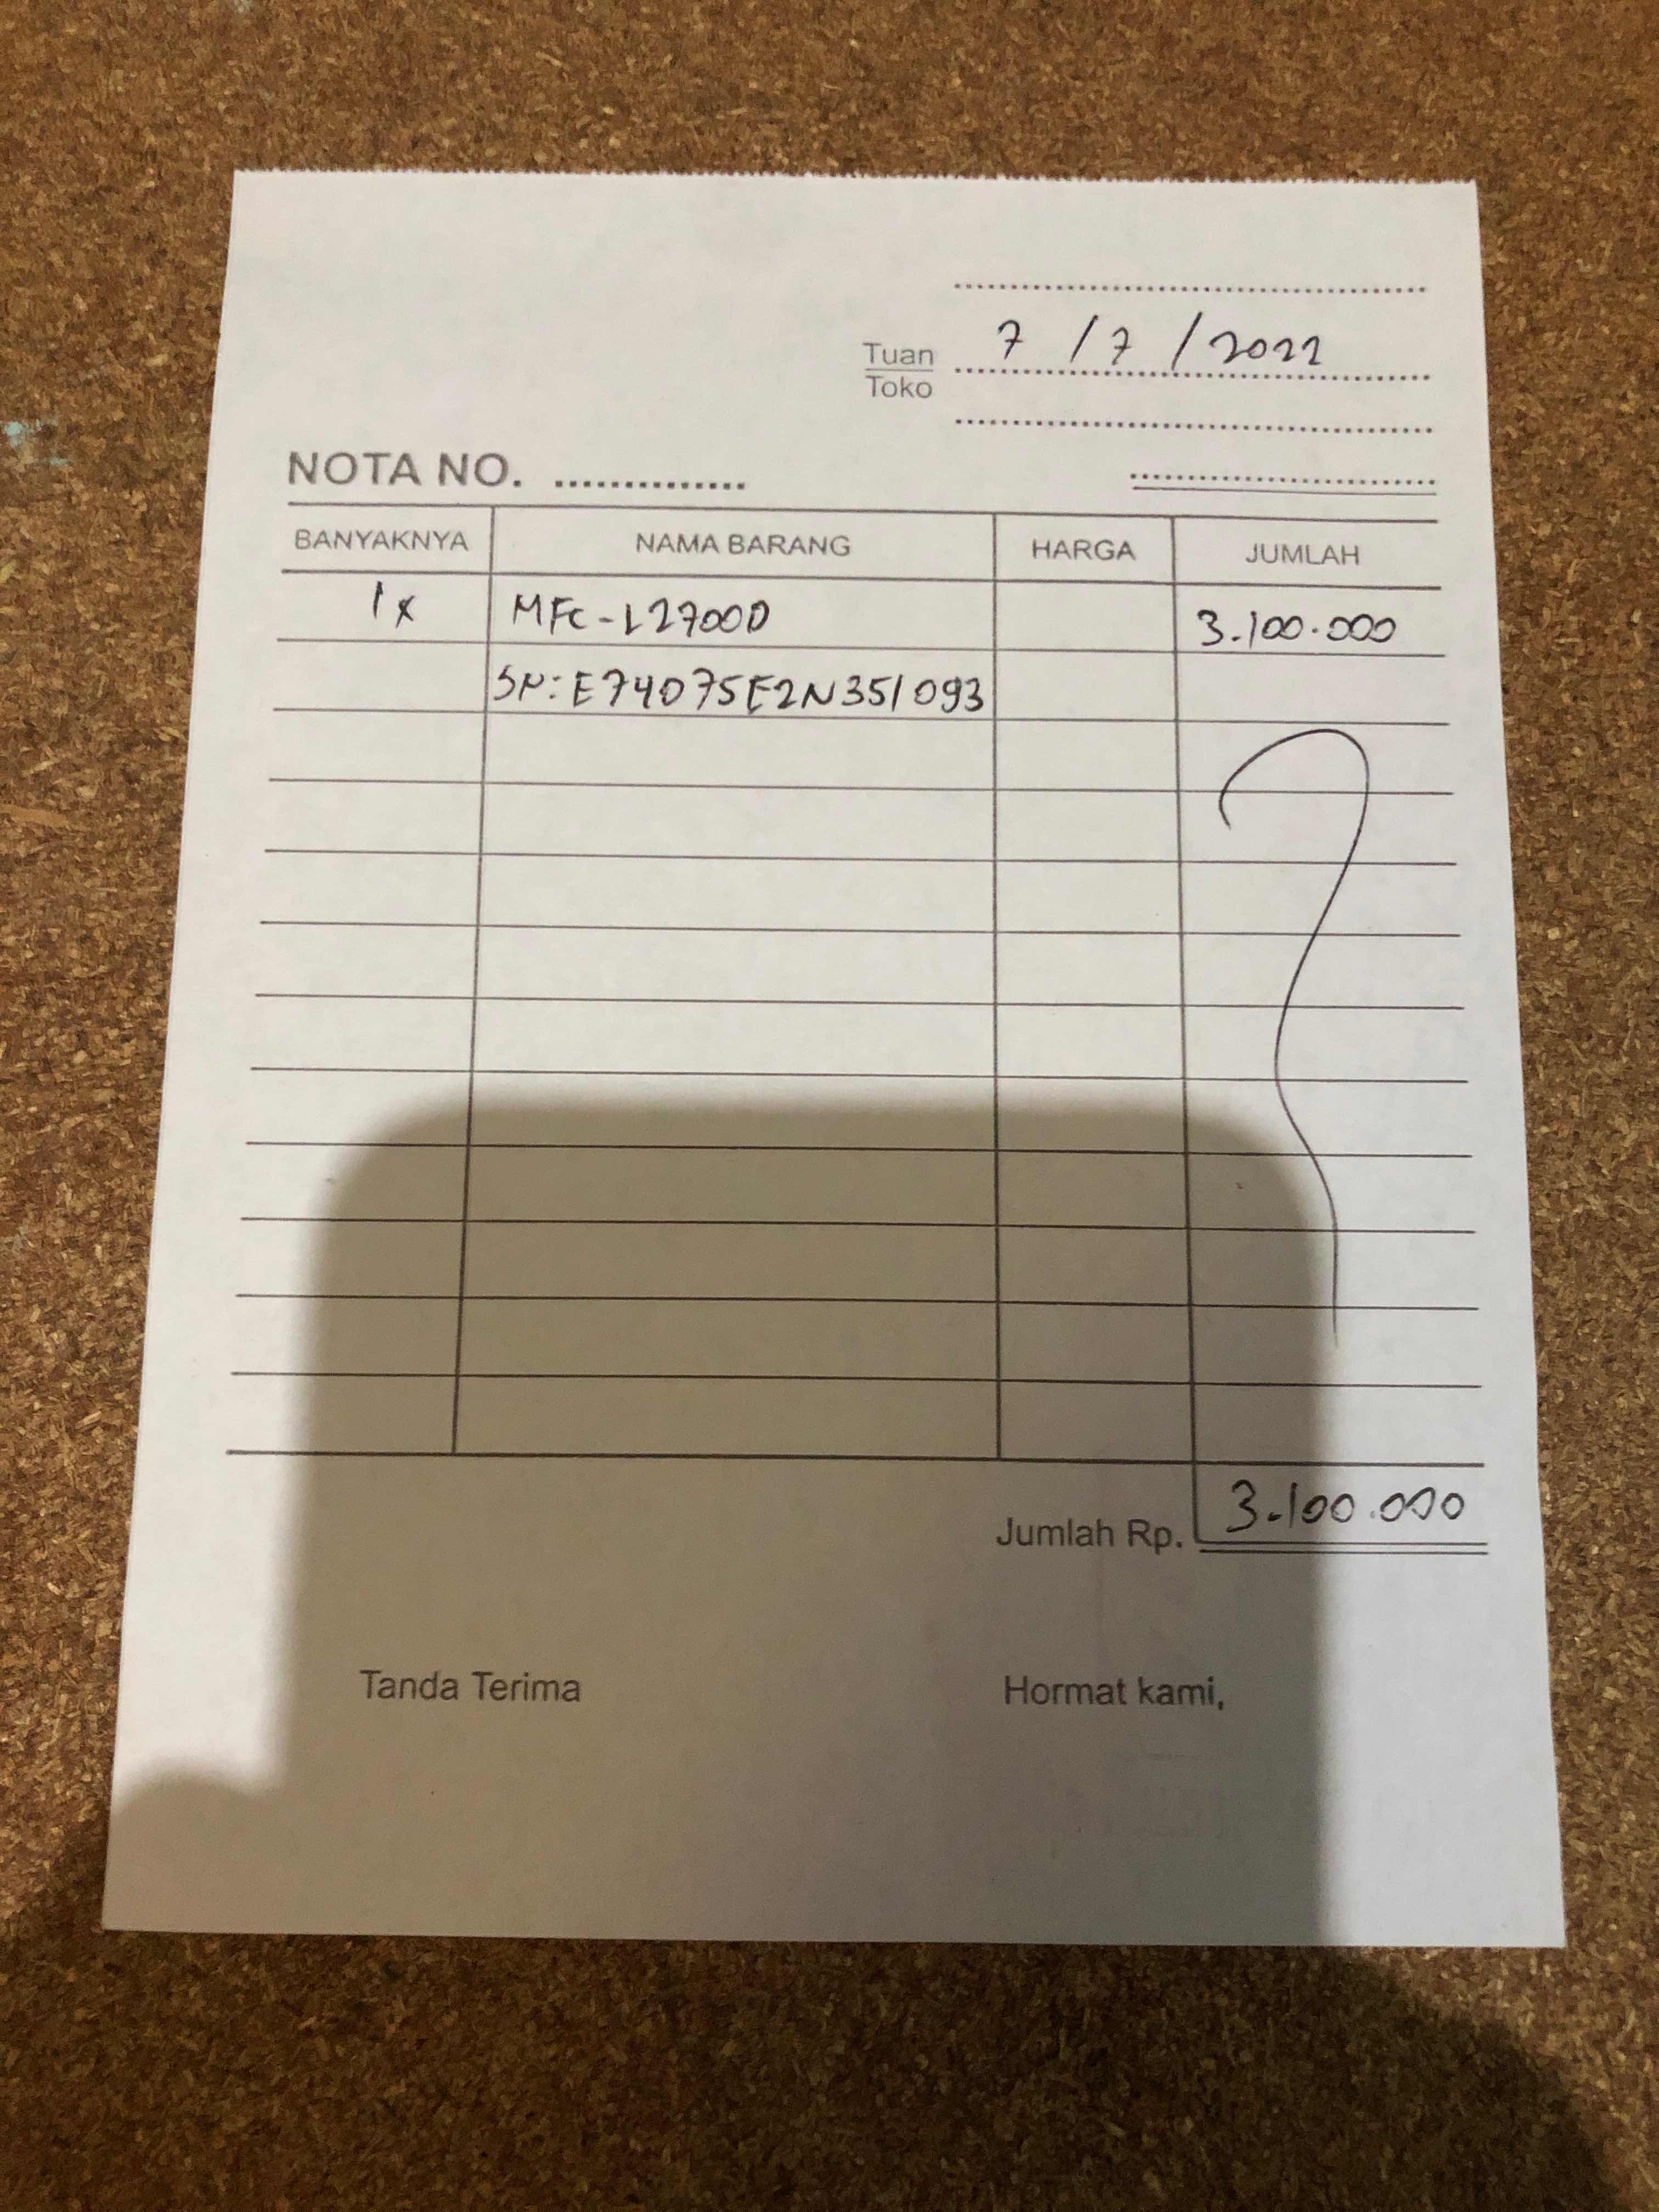 7 / 7 / 2022
Tuan
Toko
NOTA NO. ..............
BANYAKNYA NAMA BARANG HARGA JUMLAH
1x MFC-L2700D 3.100.000
SN: E74075E2N351093
Jumlah Rp. 3.100.000
Tanda Terima Hormat kami,